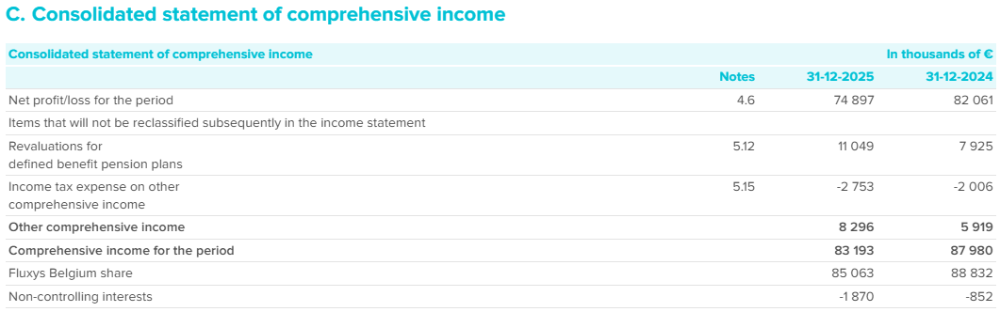 C. Consolidated statement of comprehensive income
Consolidated statement of comprehensive income In thousands of €
Notes 31-12-2025 31-12-2024
Net profit/loss for the period 4.6 74 897 82 061
Items that will not be reclassified subsequently in the income statement
Revaluations for 5.12 11 049 7 925
defined benefit pension plans
Income tax expense on other 5.15 -2 753 -2 006
comprehensive income
Other comprehensive income 8 296 5 919
Comprehensive income for the period 83 193 87 980
Fluxys Belgium share 85 063 88 832
Non-controlling interests -1 870 -852